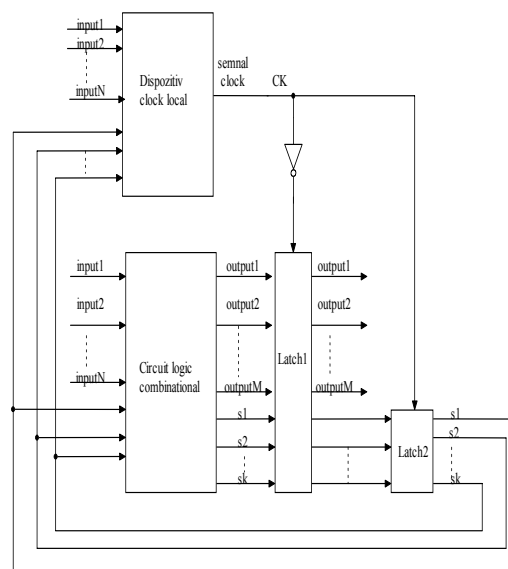 input1
input2
inputN
Dispozitiv
clock local
semnal
clock
CK
input1
input2
inputN
Circuit logic
combinational
output1
output2
outputM
s1
s2
sk
Latch1
output1
output2
outputM
Latch2
s1
s2
sk